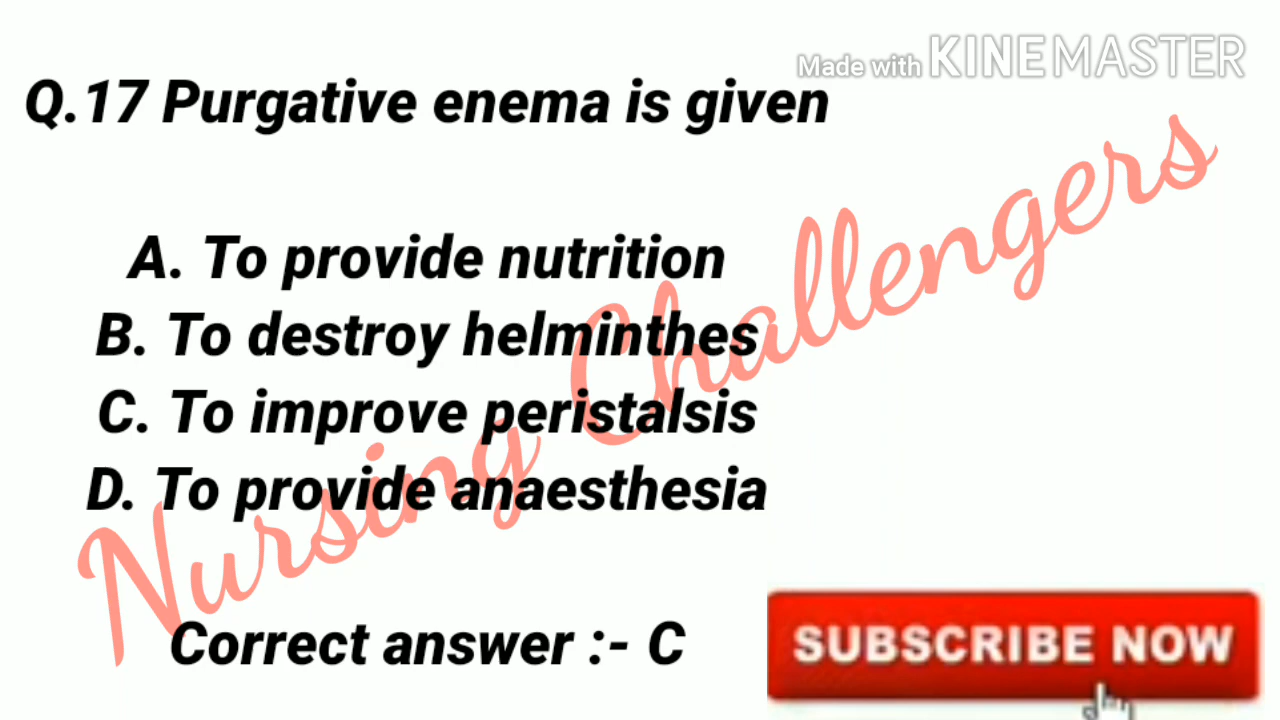 Made with KINEMASTER
Q.17 Purgative enema is given
A. To provide nutrition
B. To destroy helminthes
C. To improve peristalsis
D. To provide anaesthesia
Nursing Challengers
Correct answer :- C
SUBSCRIBE NOW